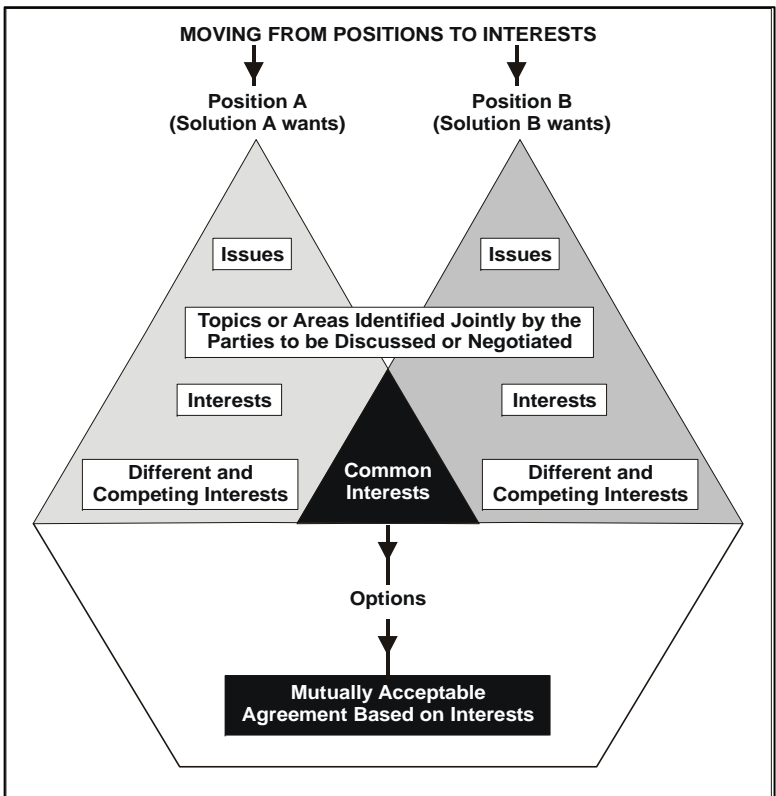 MOVING FROM POSITIONS TO INTERESTS
Position A
(Solution A wants)
Position B
(Solution B wants)
Issues
Issues
Topics or Areas Identified Jointly by the
Parties to be Discussed or Negotiated
Interests
Interests
Different and
Competing Interests
Common
Interests
Different and
Competing Interests
Options
Mutually Acceptable
Agreement Based on Interests